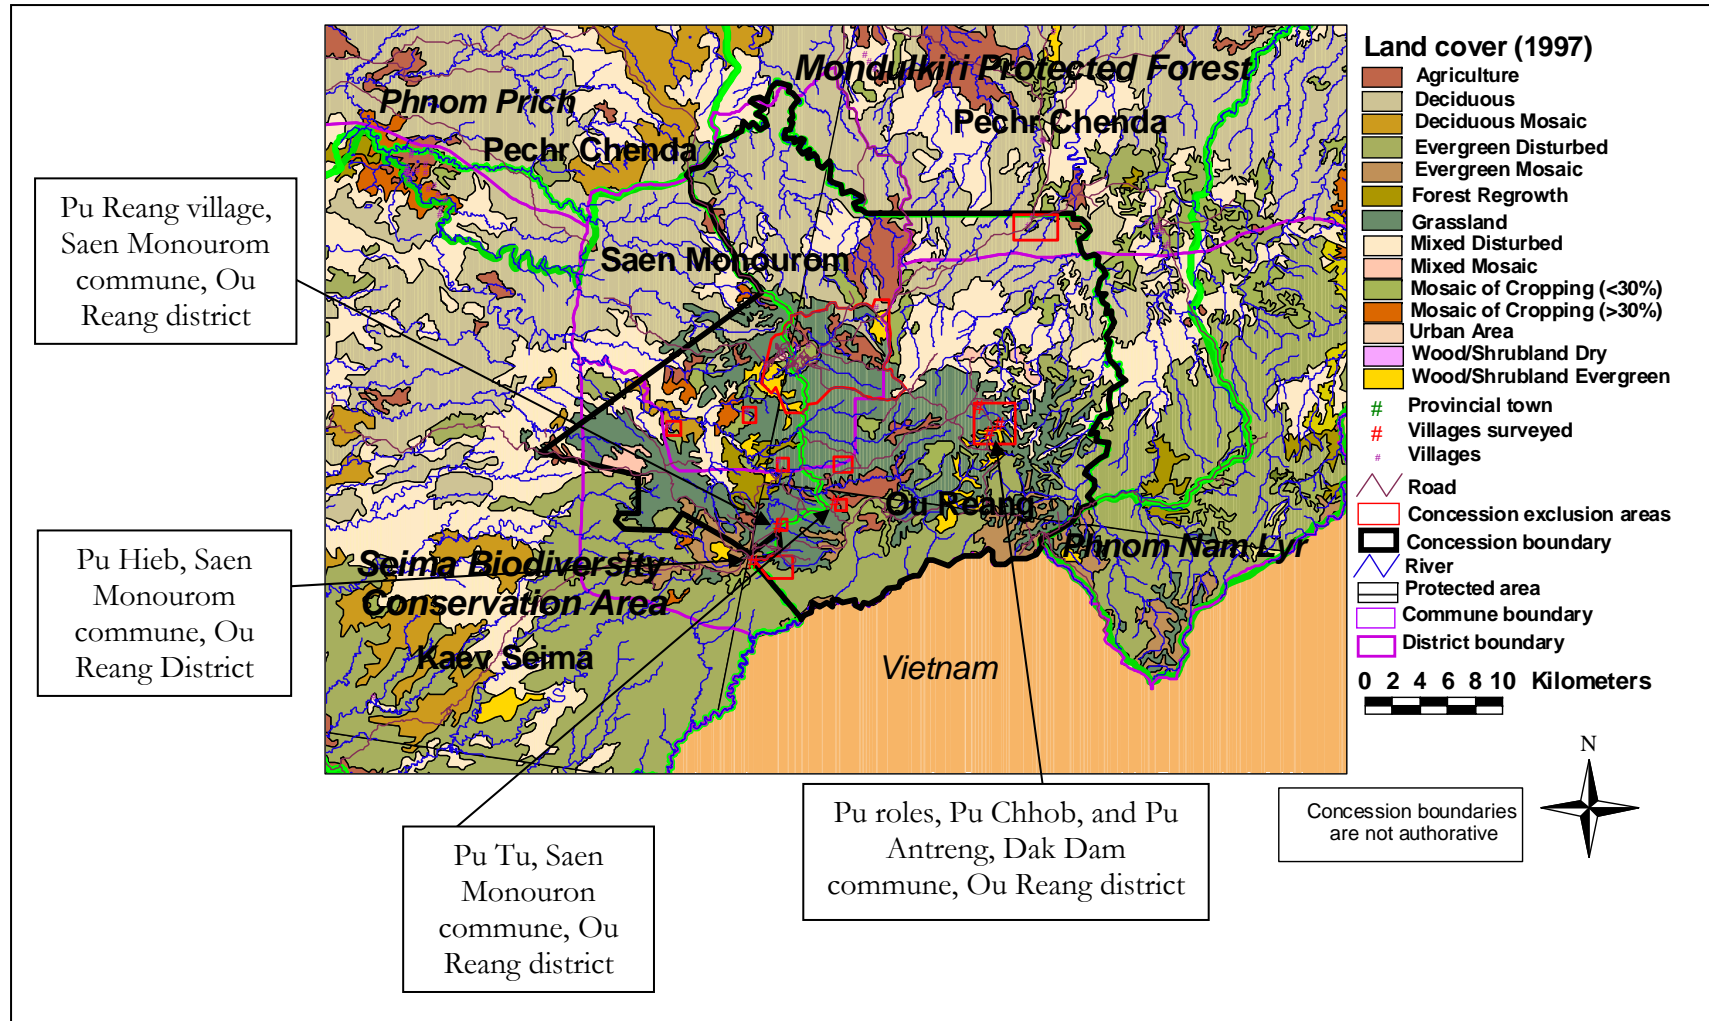 Mondulkiri Protected Forest
Phnom Prich
Pechr Chenda
Pechr Chenda
Saen Monourom
Ou Reang
Phnom Nam Lyr
Seima Biodiversity
Conservation Area
Kaev Seima
Vietnam
Pu Reang village,
Saen Monourom
commune, Ou
Reang district
Pu Hieb, Saen
Monourom
commune, Ou
Reang District
Pu Tu, Saen
Monouron
commune, Ou
Reang district
Pu roles, Pu Chhob, and Pu
Antreng, Dak Dam
commune, Ou Reang district
Land cover (1997)
Agriculture
Deciduous
Deciduous Mosaic
Evergreen Disturbed
Evergreen Mosaic
Forest Regrowth
Grassland
Mixed Disturbed
Mixed Mosaic
Mosaic of Cropping (<30%)
Mosaic of Cropping (>30%)
Urban Area
Wood/Shrubland Dry
Wood/Shrubland Evergreen
# Provincial town
# Villages surveyed
# Villages
Road
Concession exclusion areas
Concession boundary
River
Protected area
Commune boundary
District boundary
0 2 4 6 8 10 Kilometers
N
Concession boundaries
are not authorative